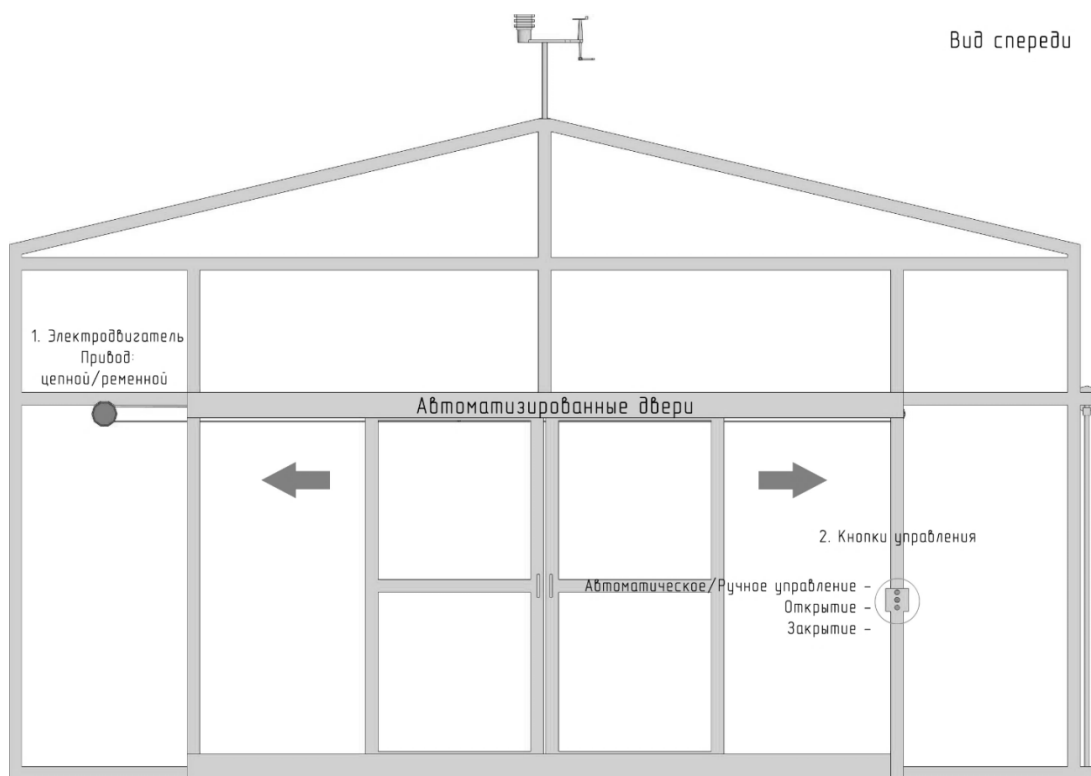 Вид спереди
1. Электродвигатель
Привод:
цепной/ременной
Автоматизированные двери
2. Кнопки управления
Автоматическое/Ручное управление –
Открытие –
Закрытие –